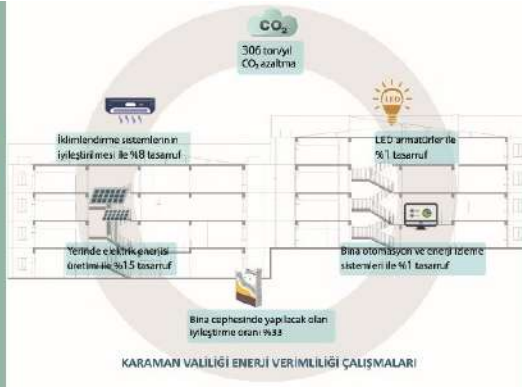 CO₂
306 ton/yıl
CO₂ azaltma
LED
İklimlendirme sistemlerinin
iyileştirilmesi ile %8 tasarruf
LED armatürler ile
%1 tasarruf
Yerinde elektrik enerjisi
üretimi ile %15 tasarruf
Bina otomasyon ve enerji izleme
sistemleri ile %1 tasarruf
Bina cephesinde yapılacak olan
iyileştirme oranı %33
KARAMAN VALİLİĞİ ENERJİ VERİMLİLİĞİ ÇALIŞMALARI